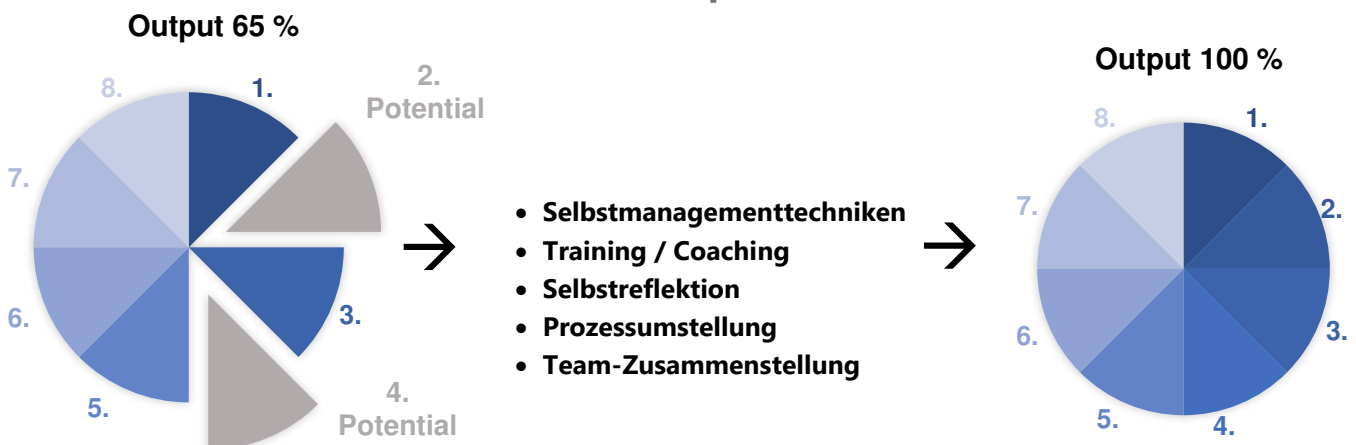 Output 65 %
8.
1.
2.
Potential
7.
3.
6.
5.
4.
Potential
• Selbstmanagementtechniken
• Training / Coaching
• Selbstreflektion
• Prozessumstellung
• Team-Zusammenstellung
Output 100 %
8.
1.
7.
2.
6.
3.
5.
4.